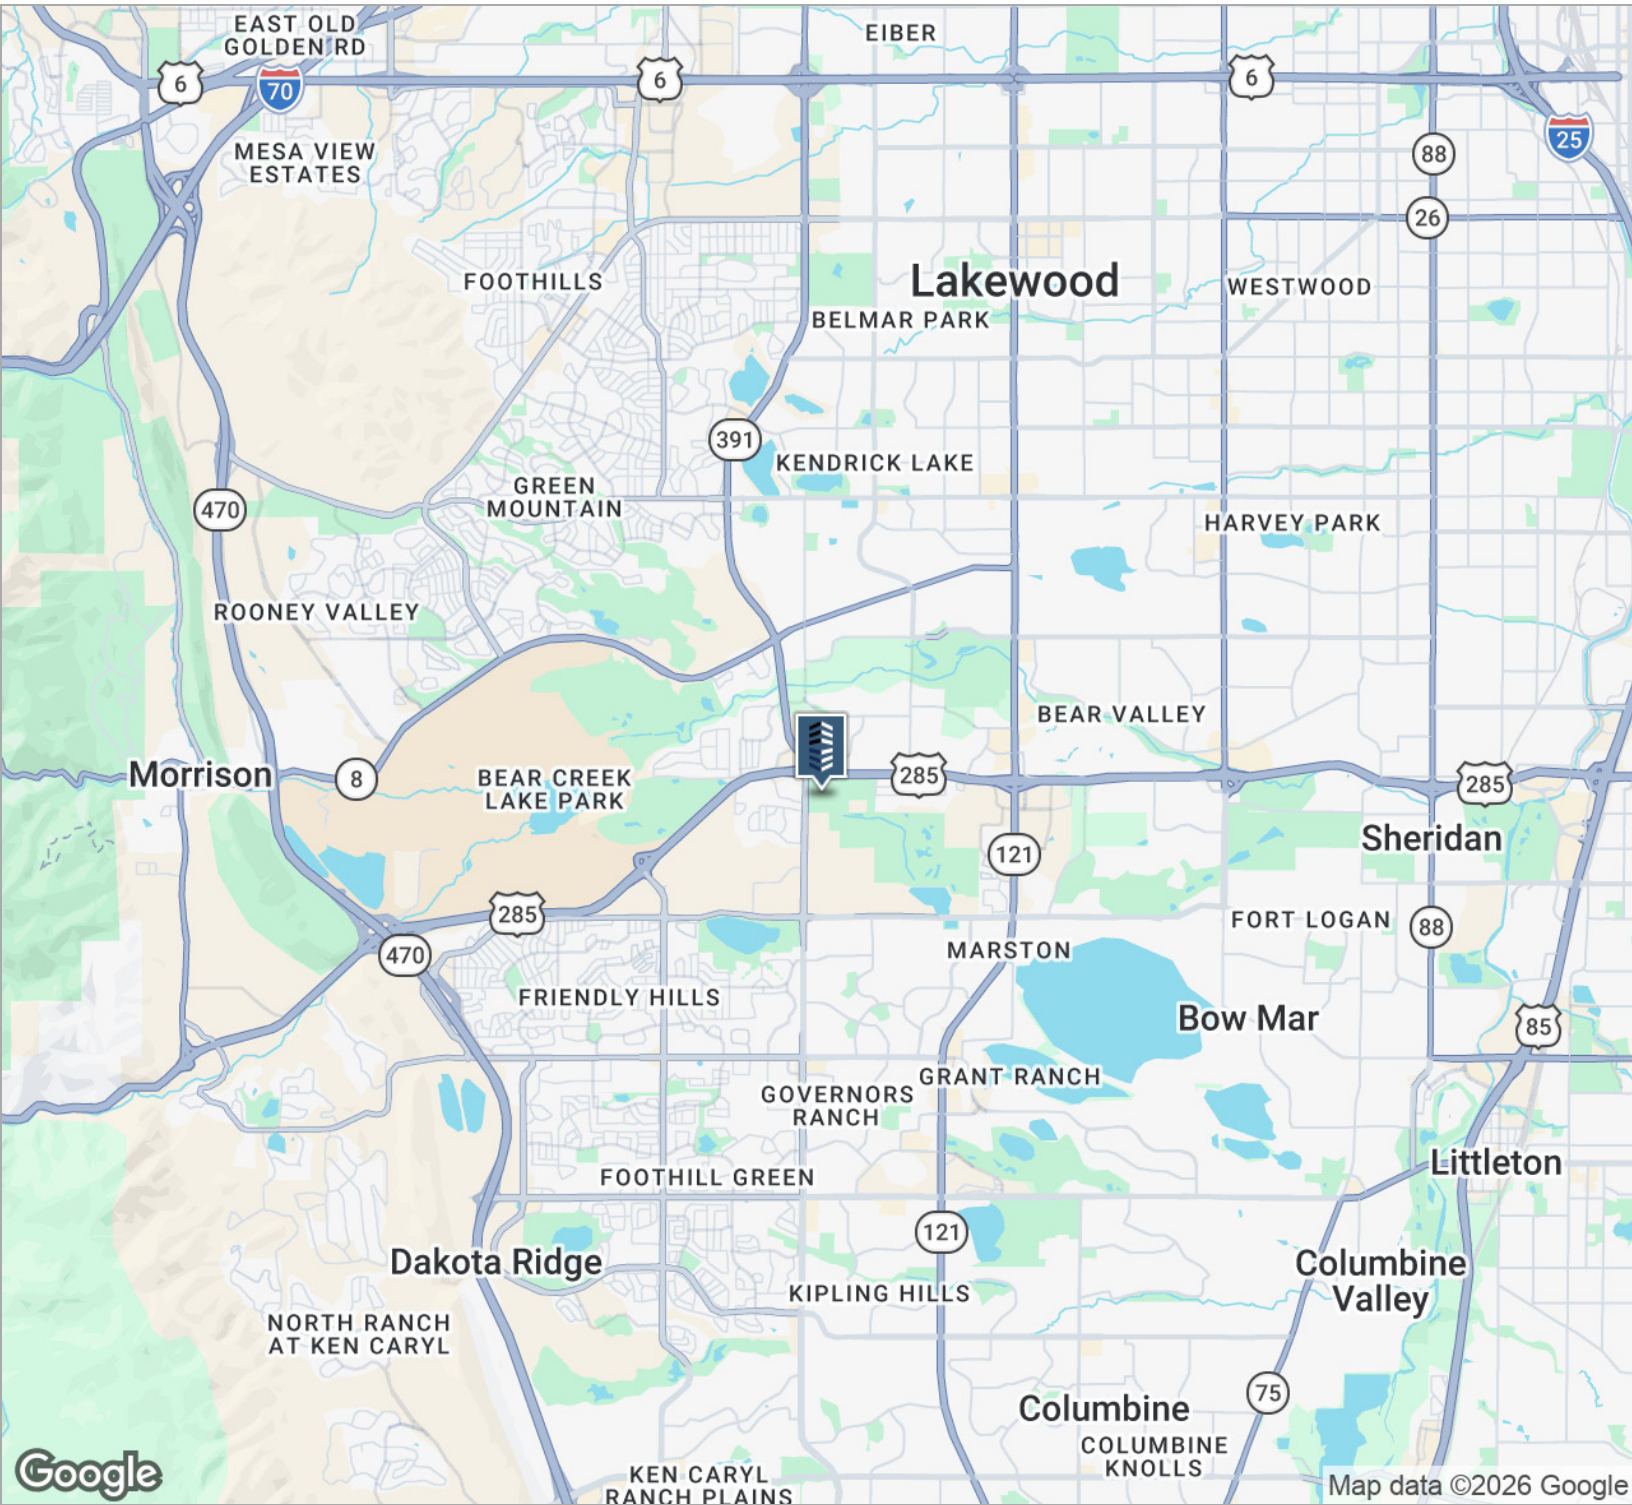 EAST OLD
GOLDEN RD
EIBER
6
70
6
6
25
MESA VIEW
ESTATES
88
26
FOOTHILLS
Lakewood
WESTWOOD
BELMAR PARK
391
KENDRICK LAKE
GREEN
MOUNTAIN
470
HARVEY PARK
ROONEY VALLEY
BEAR VALLEY
Morrison
8
BEAR CREEK
LAKE PARK
285
285
Sheridan
121
285
FORT LOGAN
88
470
MARSTON
FRIENDLY HILLS
Bow Mar
85
GRANT RANCH
GOVERNORS
RANCH
FOOTHILL GREEN
Littleton
121
Dakota Ridge
Columbine
Valley
KIPLING HILLS
NORTH RANCH
AT KEN CARYL
75
Columbine
COLUMBINE
KNOLLS
Google
KEN CARYL
RANCH PLAINS
Map data ©2026 Google